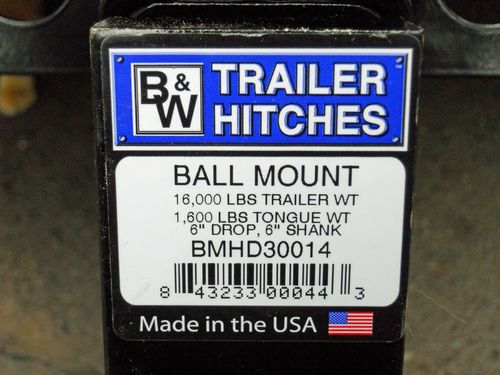 B&W
TRAILER
HITCHES
™
BALL MOUNT
16,000 LBS TRAILER WT
1,600 LBS TONGUE WT
6" DROP, 6" SHANK
BMHD30014
8 43233 00044 3
Made in the USA